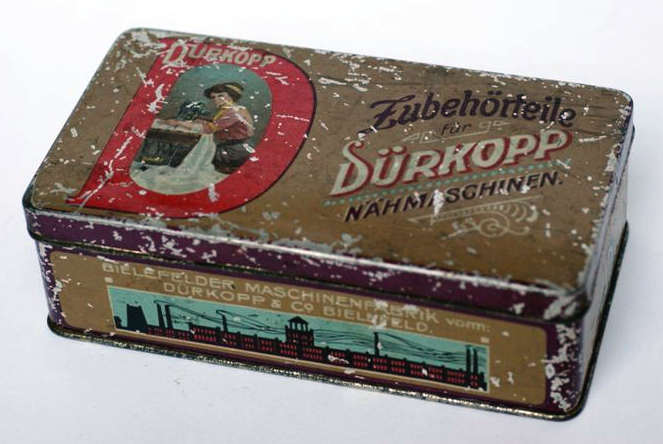 DÜRKOPP
D
Zubehörteile
für
DÜRKOPP
NÄHMASCHINEN.
BIELEFELDER MASCHINENFABRIK vorm:
DÜRKOPP & Co BIELEFELD.